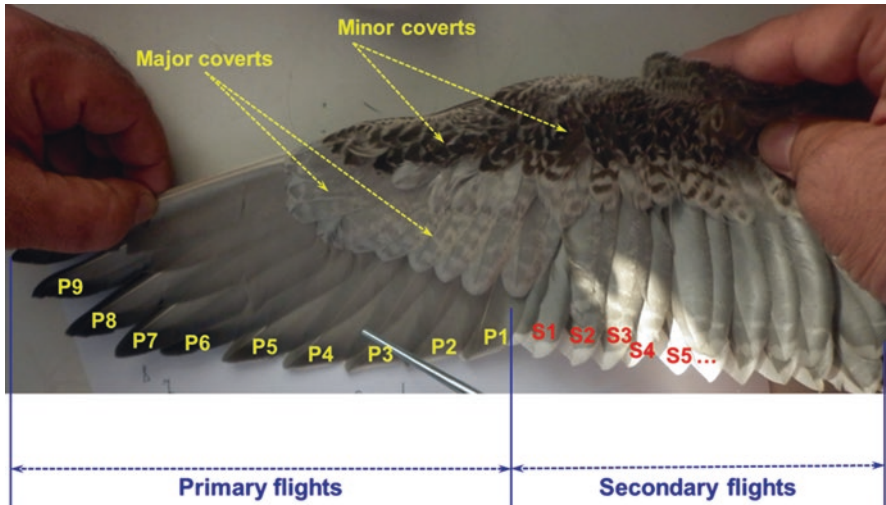 Minor coverts
Major coverts
P9
P8
P7
P6
P5
P4
P3
P2
P1
S1
S2
S3
S4
S5 ...
Primary flights
Secondary flights